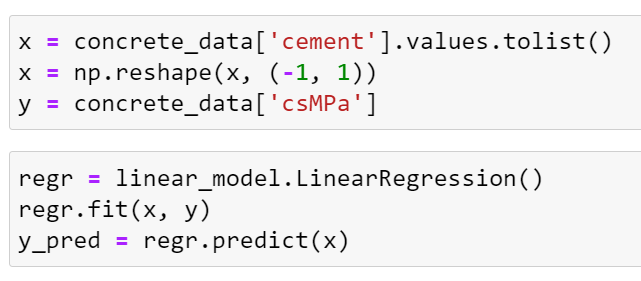 x = concrete_data['cement'].values.tolist()
x = np.reshape(x, (-1, 1))
y = concrete_data['csMPa']
regr = linear_model.LinearRegression()
regr.fit(x, y)
y_pred = regr.predict(x)